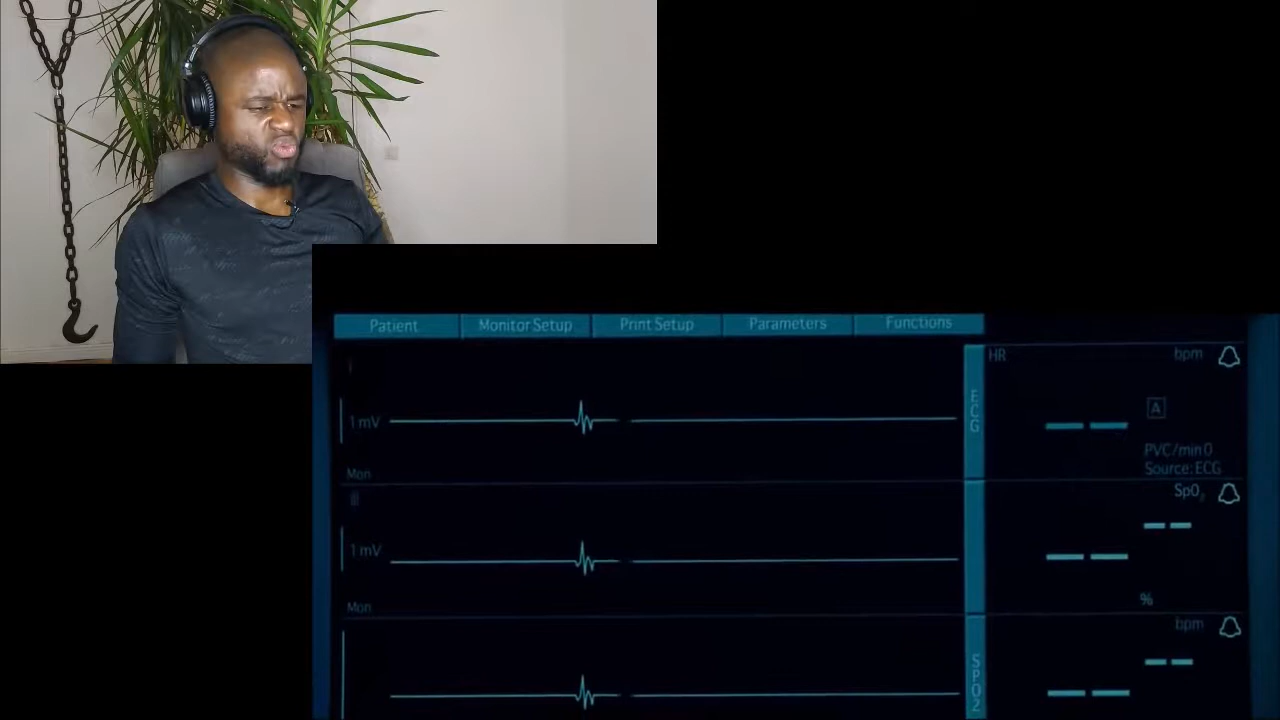 Patient
Monitor Setup
Print Setup
Parameters
Functions
I
1 mV
Mon
ECG
HR
bpm
A
PVC/min 0
Source: ECG
III
1 mV
Mon
SpO₂
%
SPO2
bpm